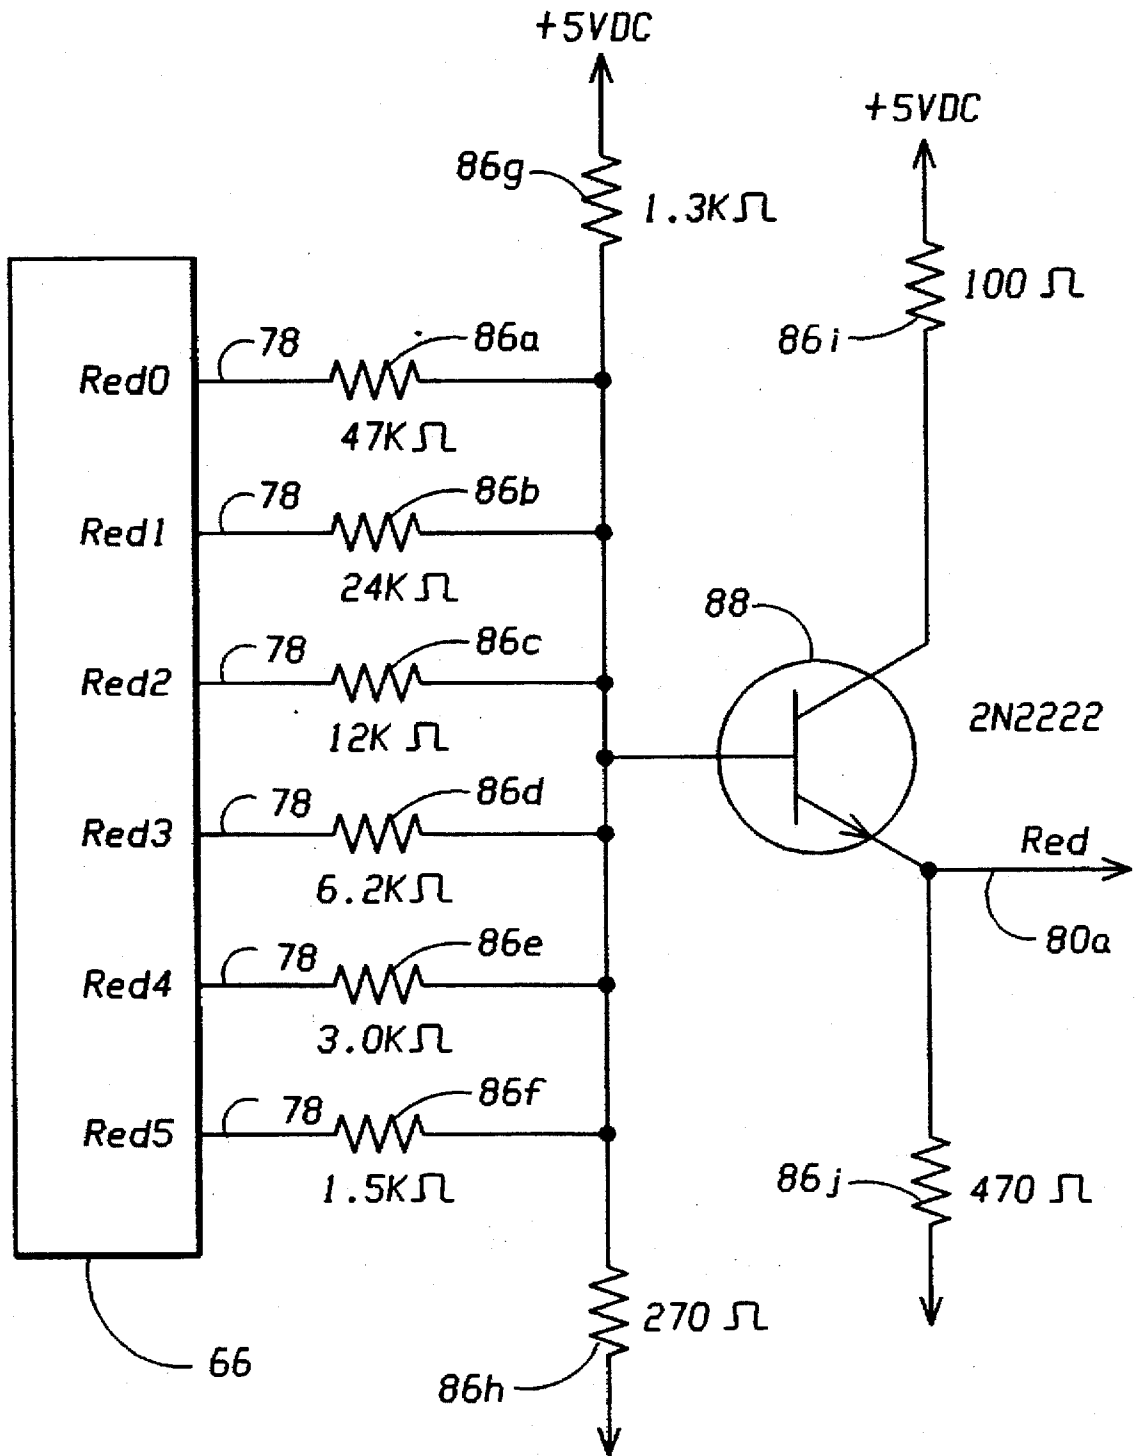 +5VDC
+5VDC
86g
1.3KΩ
100 Ω
86i
Red0
78
86a
47KΩ
Red1
78
86b
24KΩ
88
Red2
78
86c
12K Ω
2N2222
Red3
78
86d
6.2KΩ
Red
80a
Red4
78
86e
3.0KΩ
Red5
78
86f
1.5KΩ
86j
470 Ω
270 Ω
66
86h